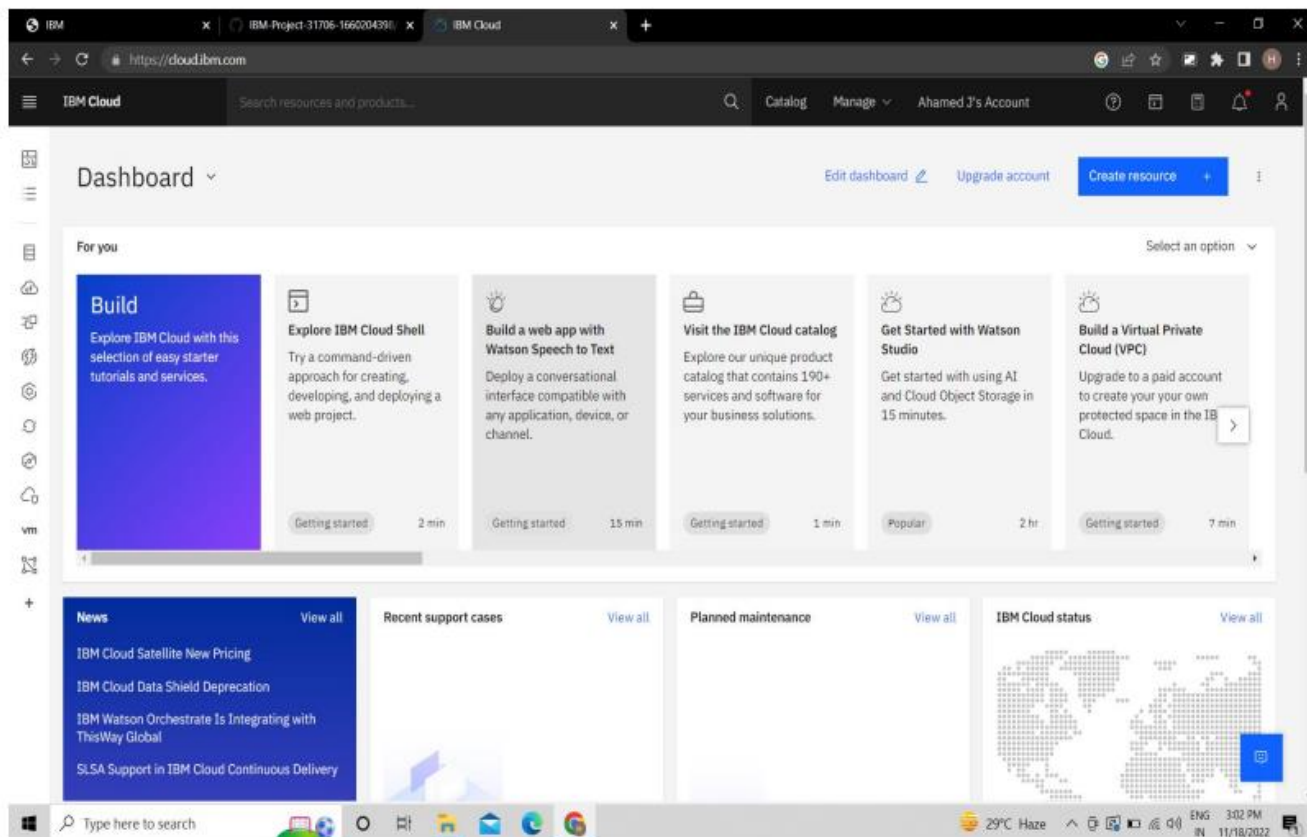 IBM
IBM-Project-31706-1660204398/
IBM Cloud
https://cloud.ibm.com
H
IBM Cloud
Search resources and products...
Catalog
Manage
Ahamed J's Account
Dashboard
Edit dashboard
Upgrade account
Create resource +
For you
Select an option
Build
Explore IBM Cloud with this
selection of easy starter
tutorials and services.
Explore IBM Cloud Shell
Try a command-driven
approach for creating,
developing, and deploying a
web project.
Getting started 2 min
Build a web app with
Watson Speech to Text
Deploy a conversational
interface compatible with
any application, device, or
channel.
Getting started 15 min
Visit the IBM Cloud catalog
Explore our unique product
catalog that contains 190+
services and software for
your business solutions.
Getting started 1 min
Get Started with Watson
Studio
Get started with using AI
and Cloud Object Storage in
15 minutes.
Popular 2 hr
Build a Virtual Private
Cloud (VPC)
Upgrade to a paid account
to create your your own
protected space in the IB
Cloud.
Getting started 7 min
vm
News View all
IBM Cloud Satellite New Pricing
IBM Cloud Data Shield Deprecation
IBM Watson Orchestrate Is Integrating with
ThisWay Global
SLSA Support in IBM Cloud Continuous Delivery
Recent support cases View all
Planned maintenance View all
IBM Cloud status View all
Type here to search
29°C Haze
ENG
IN
3:02 PM
11/18/2022